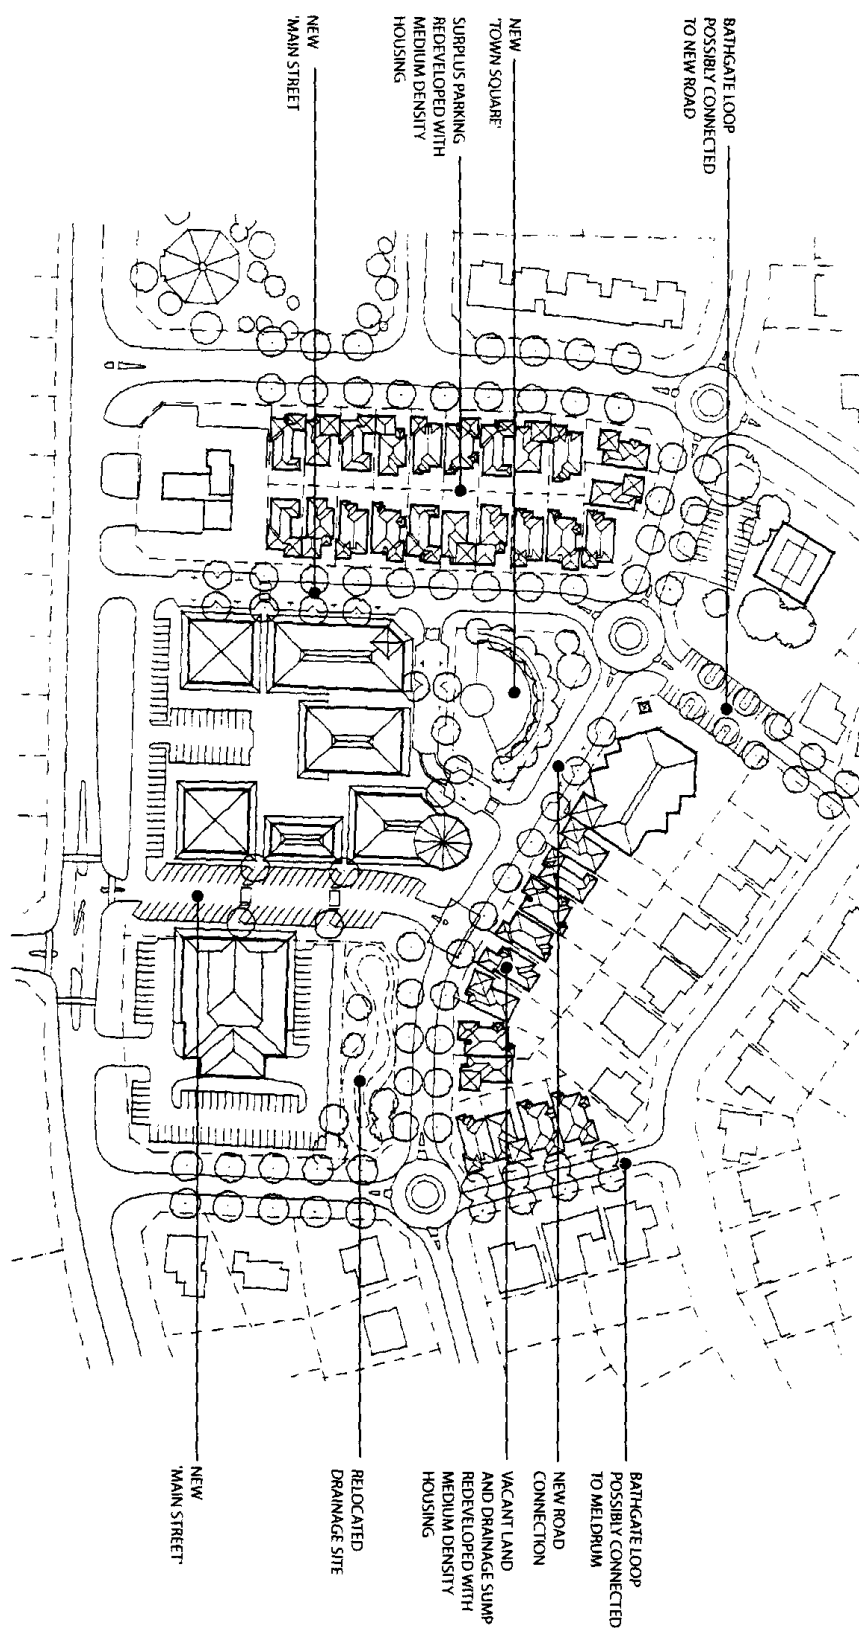 BATHGATE LOOP
POSSIBLY CONNECTED
TO NEW ROAD
NEW
'TOWN SQUARE'
SURPLUS PARKING
REDEVELOPED WITH
MEDIUM DENSITY
HOUSING
NEW
'MAIN STREET
BATHGATE LOOP
POSSIBLY CONNECTED
TO MELDRUM
NEW ROAD
CONNECTION
VACANT LAND
AND DRAINAGE SUMP
REDEVELOPED WITH
MEDIUM DENSITY
HOUSING
RELOCATED
DRAINAGE SITE
NEW
'MAIN STREET'